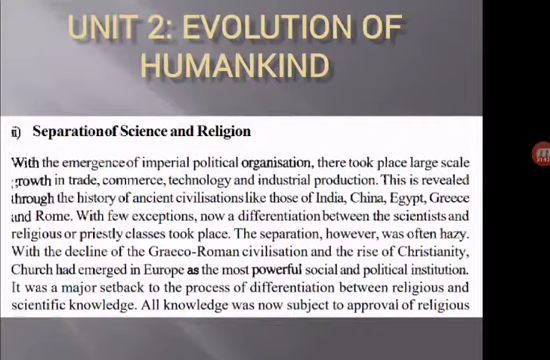 UNIT 2: EVOLUTION OF
HUMANKIND
ii) Separation of Science and Religion
With the emergence of imperial political organisation, there took place large scale
growth in trade, commerce, technology and industrial production. This is revealed
through the history of ancient civilisations like those of India, China, Egypt, Greece
and Rome. With few exceptions, now a differentiation between the scientists and
religious or priestly classes took place. The separation, however, was often hazy.
With the decline of the Graeco-Roman civilisation and the rise of Christianity,
Church had emerged in Europe as the most powerful social and political institution.
It was a major setback to the process of differentiation between religious and
scientific knowledge. All knowledge was now subject to approval of religious